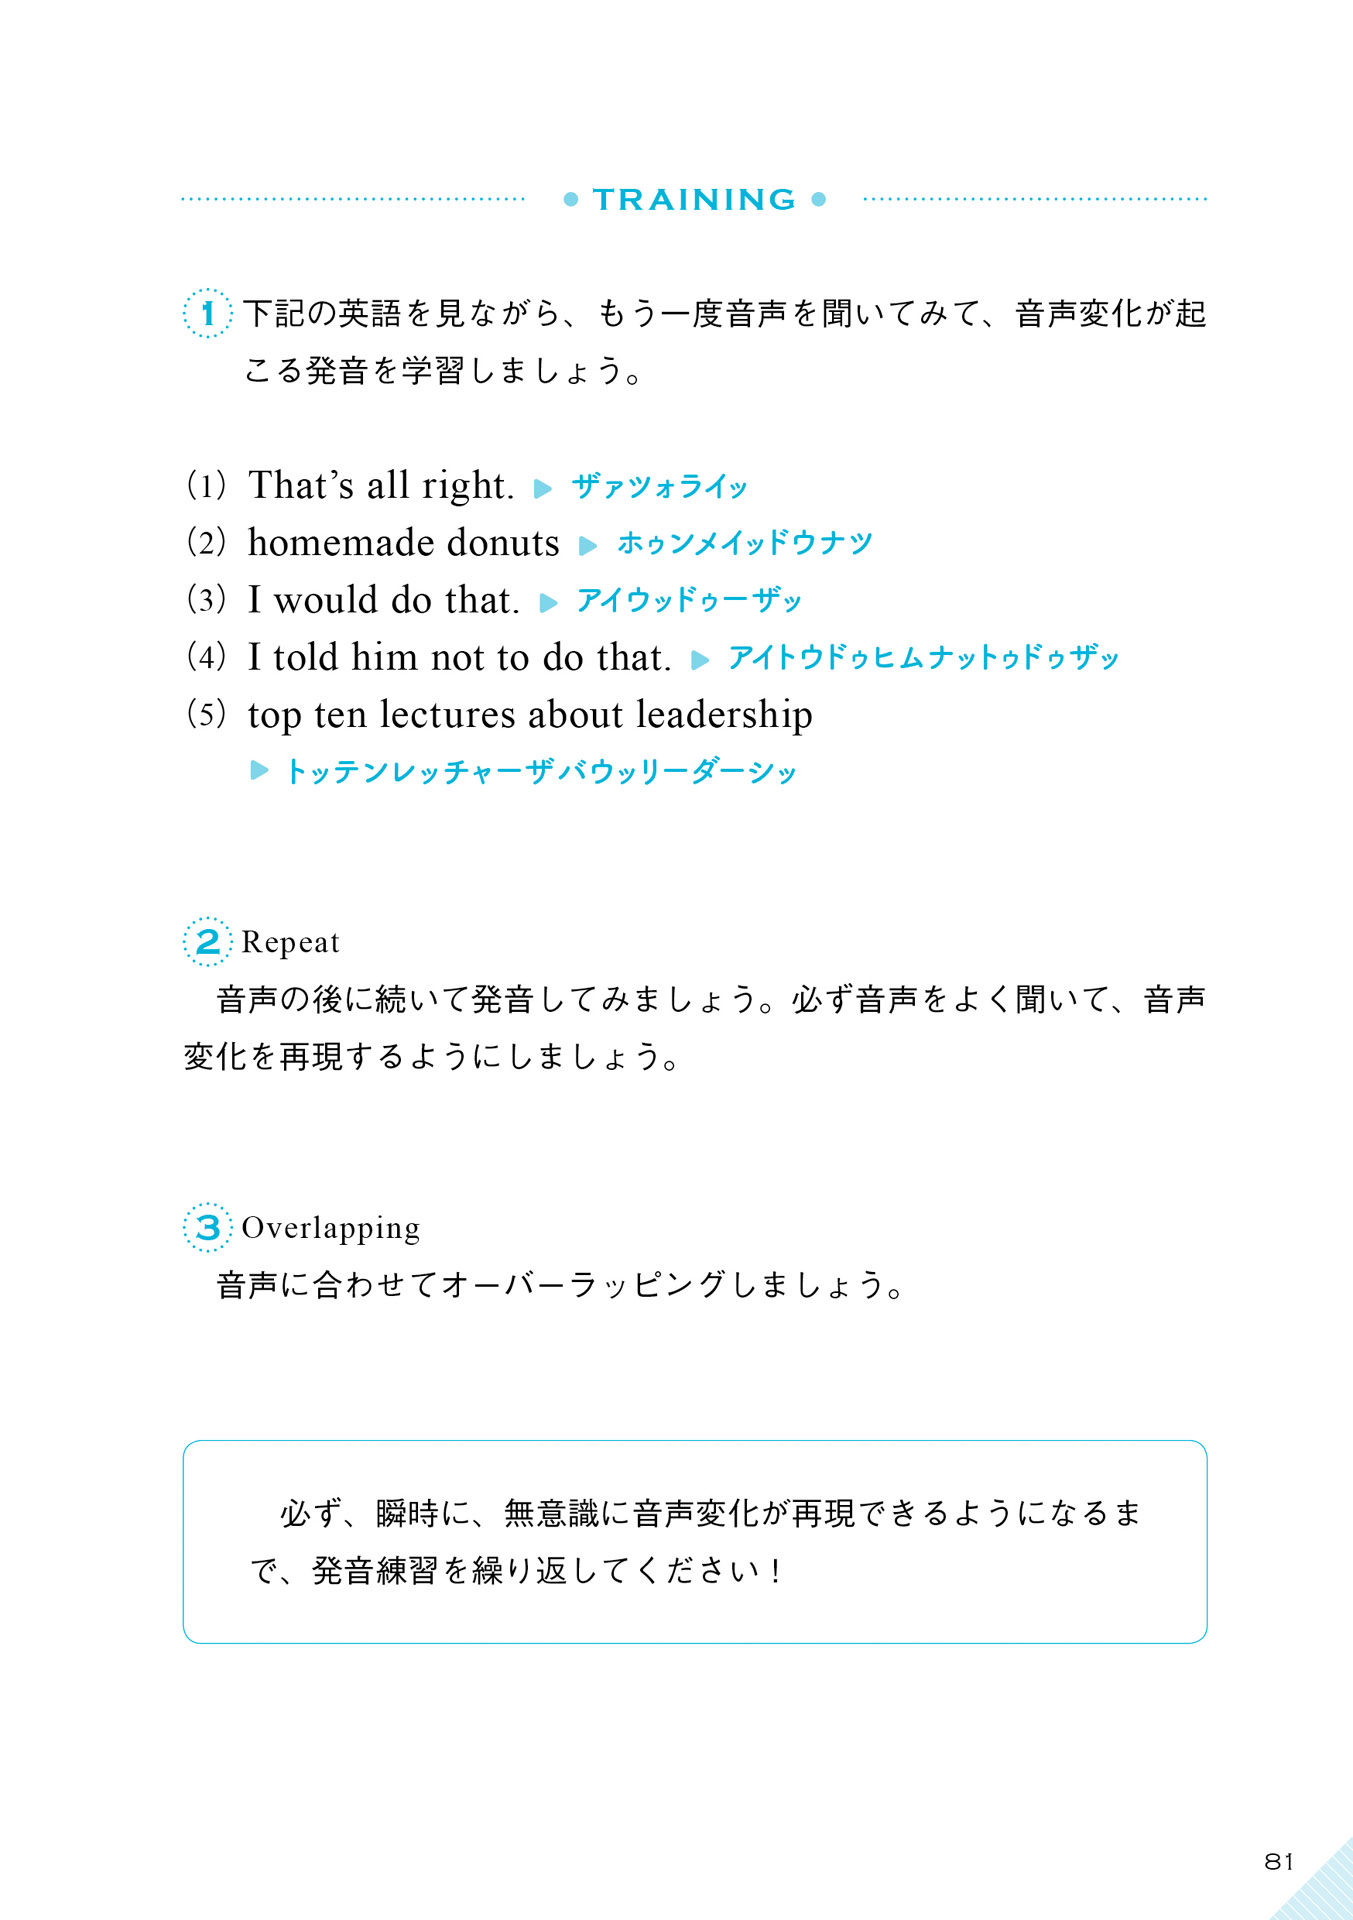 TRAINING
1 下記の英語を見ながら、もう一度音声を聞いてみて、音声変化が起
こる発音を学習しましょう。
(1) That's all right. ▶ ザァツォライッ
(2) homemade donuts ▶ ホゥンメイッドウナツ
(3) I would do that. ▶ アイウッドゥーザッ
(4) I told him not to do that. ▶ アイトウドゥヒムナットゥドゥザッ
(5) top ten lectures about leadership
▶ トッテンレッチャーザバウッリーダーシッ
2 Repeat
音声の後に続いて発音してみましょう。必ず音声をよく聞いて、音声
変化を再現するようにしましょう。
3 Overlapping
音声に合わせてオーバーラッピングしましょう。
必ず、瞬時に、無意識に音声変化が再現できるようになるま
で、発音練習を繰り返してください！
81